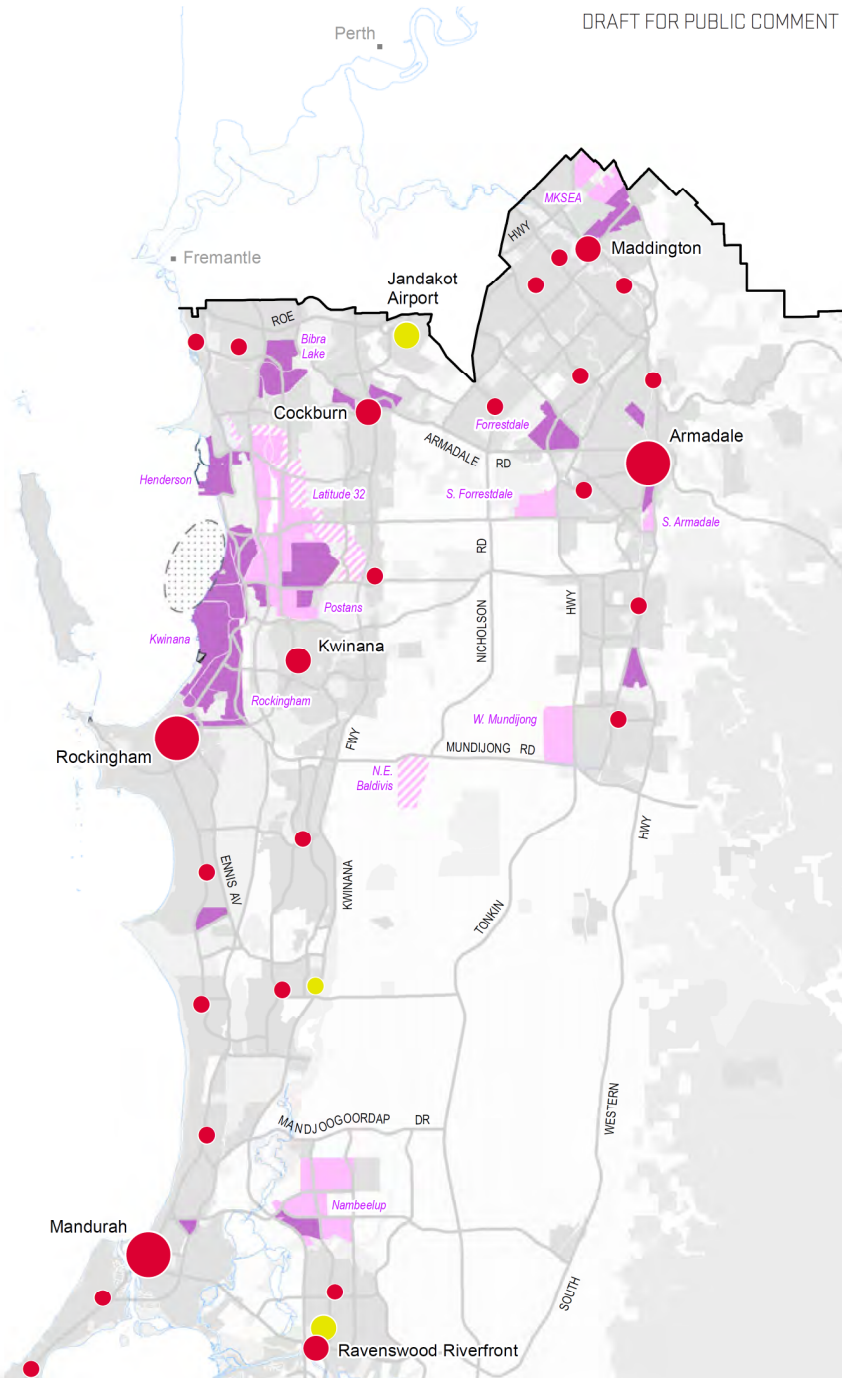 DRAFT FOR PUBLIC COMMENT
Perth
MKSEA
HWY
Maddington
Fremantle
Jandakot
Airport
ROE
Bibra
Lake
Cockburn
Forrestdale
ARMADALE
RD
Armadale
Henderson
Latitude 32
S. Forrestdale
S. Armadale
RD
NICHOLSON
HWY
Postans
Kwinana
Kwinana
Rockingham
W. Mundijong
FWY
MUNDIJONG RD
Rockingham
N.E.
Baldivis
HWY
ENNIS AV
KWINANA
TONKIN
WESTERN
MANDJOOGOORDAP DR
Nambeelup
Mandurah
SOUTH
Ravenswood Riverfront